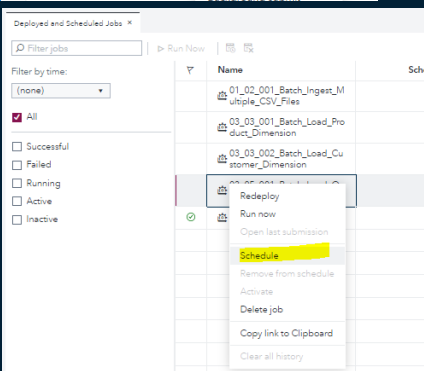 Deployed and Scheduled Jobs ×
Filter jobs
Run Now
Filter by time:
(none)
All
Successful
Failed
Running
Active
Inactive
Name
Sch
01_02_001_Batch_Ingest_M
ultiple_CSV_Files
03_03_001_Batch_Load_Pro
duct_Dimension
03_03_002_Batch_Load_Cu
stomer_Dimension
Redeploy
Run now
Open last submission
Schedule
Remove from schedule
Activate
Delete job
Copy link to Clipboard
Clear all history